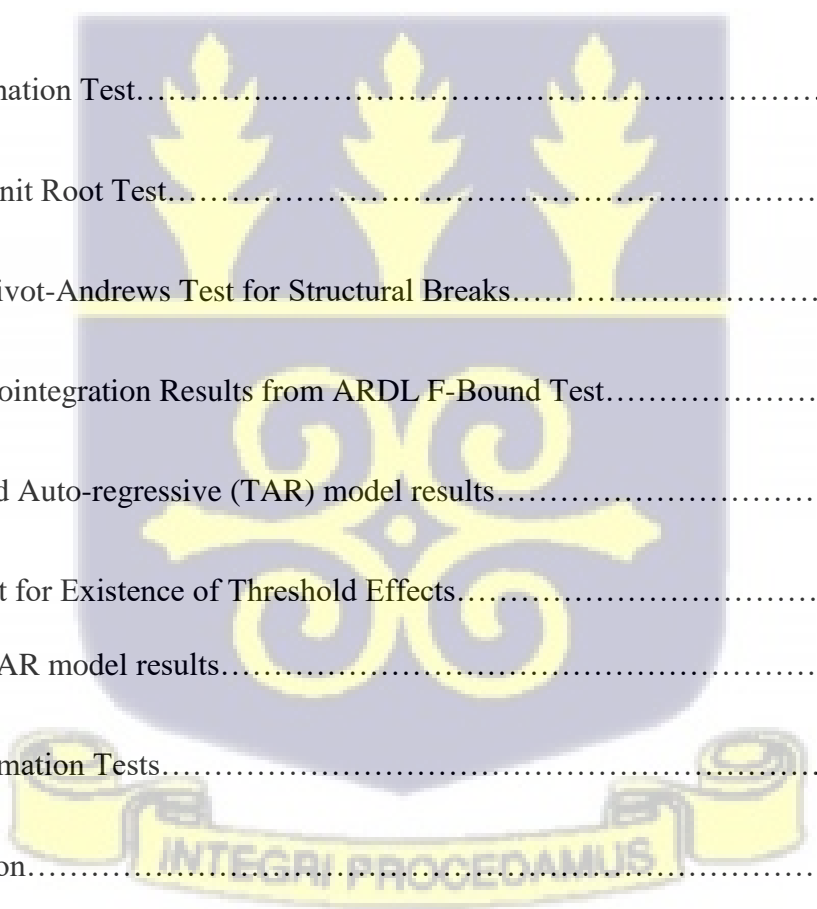 mation Test…………...…………………………………………………
nit Root Test…………………………………………………………
ivot-Andrews Test for Structural Breaks…………………………
ointegration Results from ARDL F-Bound Test…………………
d Auto-regressive (TAR) model results……………………………
t for Existence of Threshold Effects………………………………
AR model results……………………………………………………
mation Tests…………………………………………………………
on………………………………………………………………………
INTEGRI PROCEDAMUS